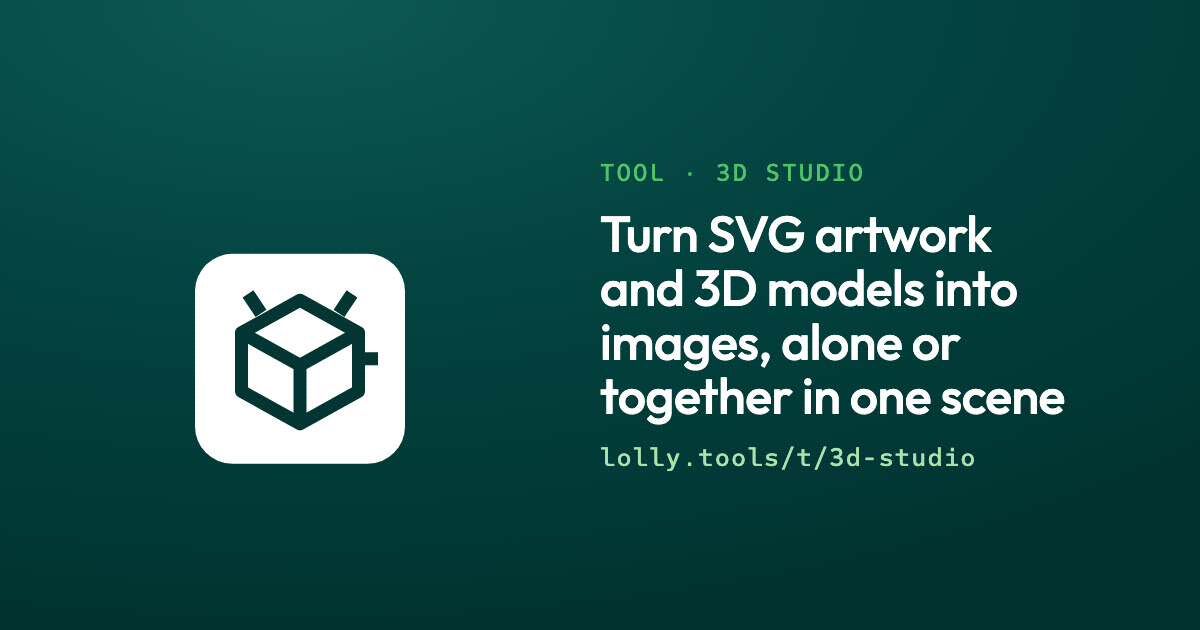 TOOL · 3D STUDIO
Turn SVG artwork
and 3D models into
images, alone or
together in one scene
lolly.tools/t/3d-studio